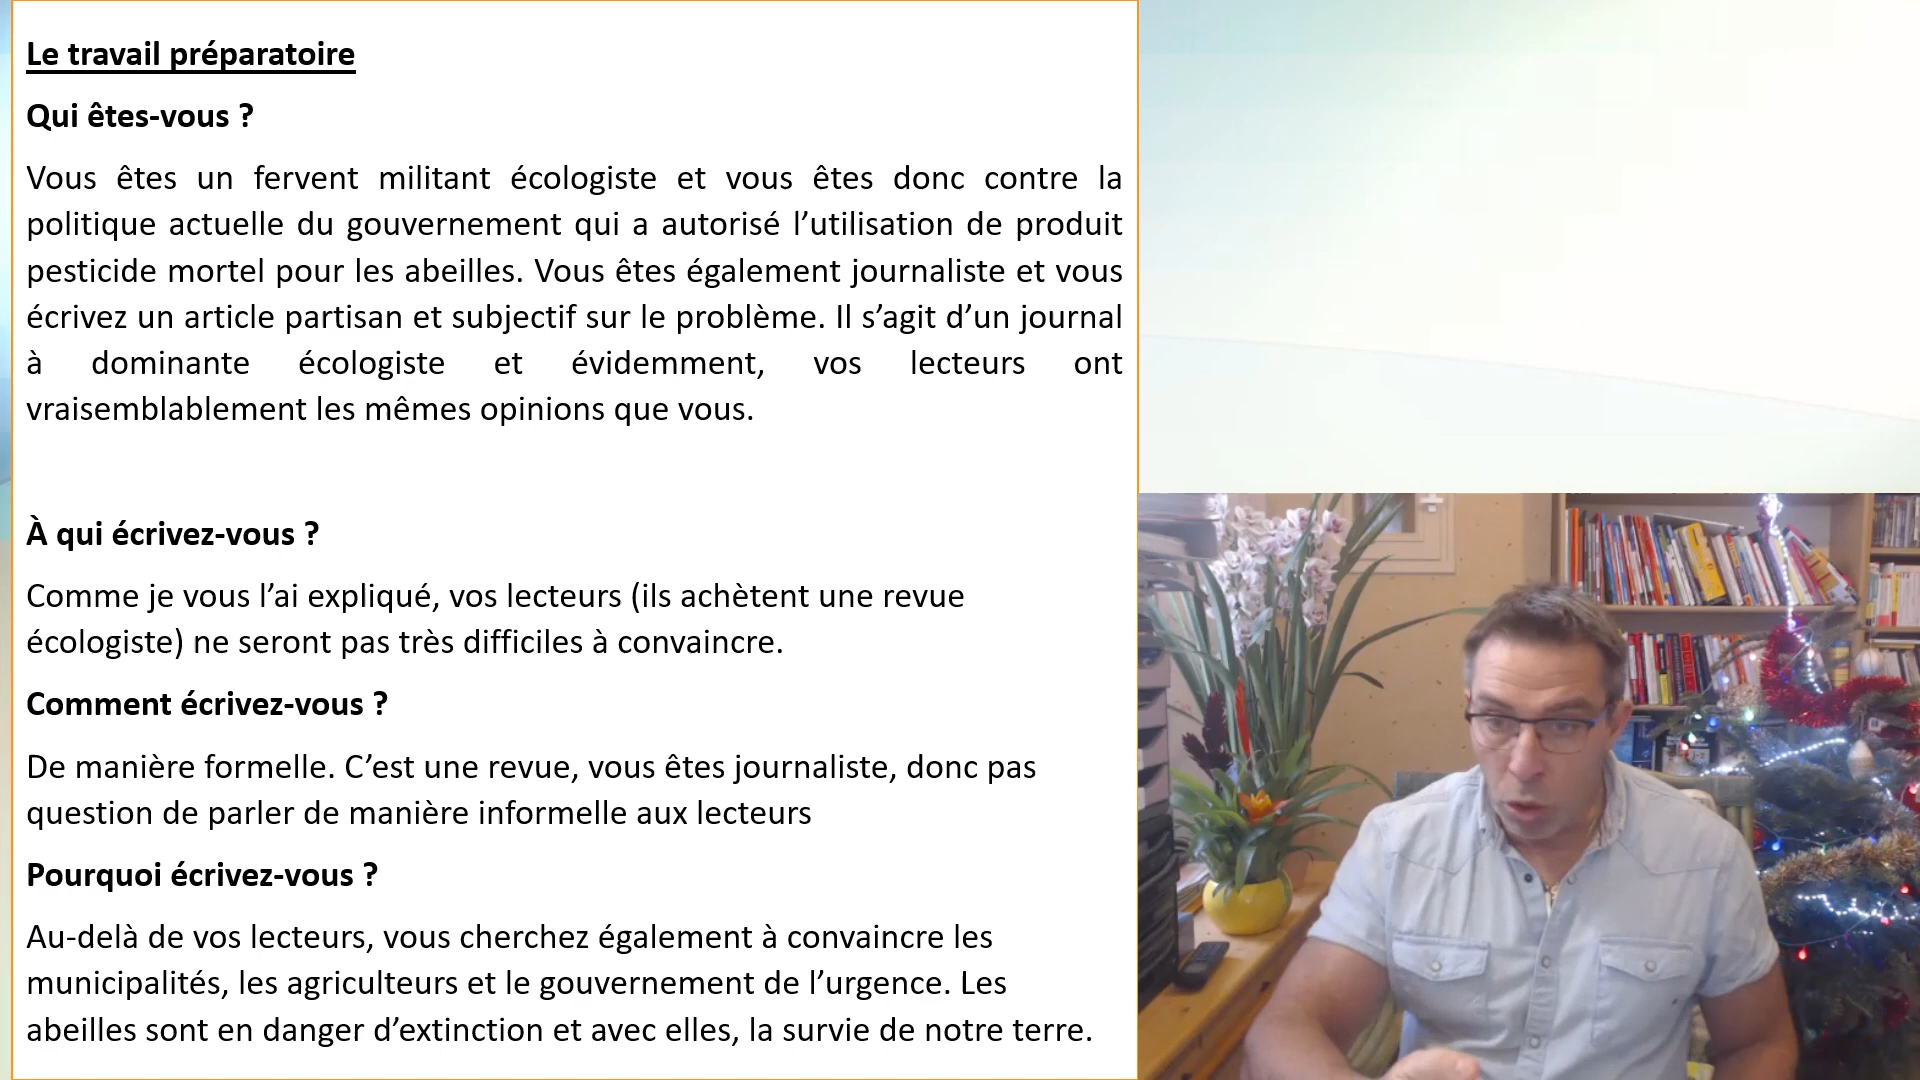 Le travail préparatoire
Qui êtes-vous ?
Vous êtes un fervent militant écologiste et vous êtes donc contre la
politique actuelle du gouvernement qui a autorisé l’utilisation de produit
pesticide mortel pour les abeilles. Vous êtes également journaliste et vous
écrivez un article partisan et subjectif sur le problème. Il s’agit d’un journal
à dominante écologiste et évidemment, vos lecteurs ont
vraisemblablement les mêmes opinions que vous.
À qui écrivez-vous ?
Comme je vous l’ai expliqué, vos lecteurs (ils achètent une revue
écologiste) ne seront pas très difficiles à convaincre.
Comment écrivez-vous ?
De manière formelle. C’est une revue, vous êtes journaliste, donc pas
question de parler de manière informelle aux lecteurs
Pourquoi écrivez-vous ?
Au-delà de vos lecteurs, vous cherchez également à convaincre les
municipalités, les agriculteurs et le gouvernement de l’urgence. Les
abeilles sont en danger d’extinction et avec elles, la survie de notre terre.